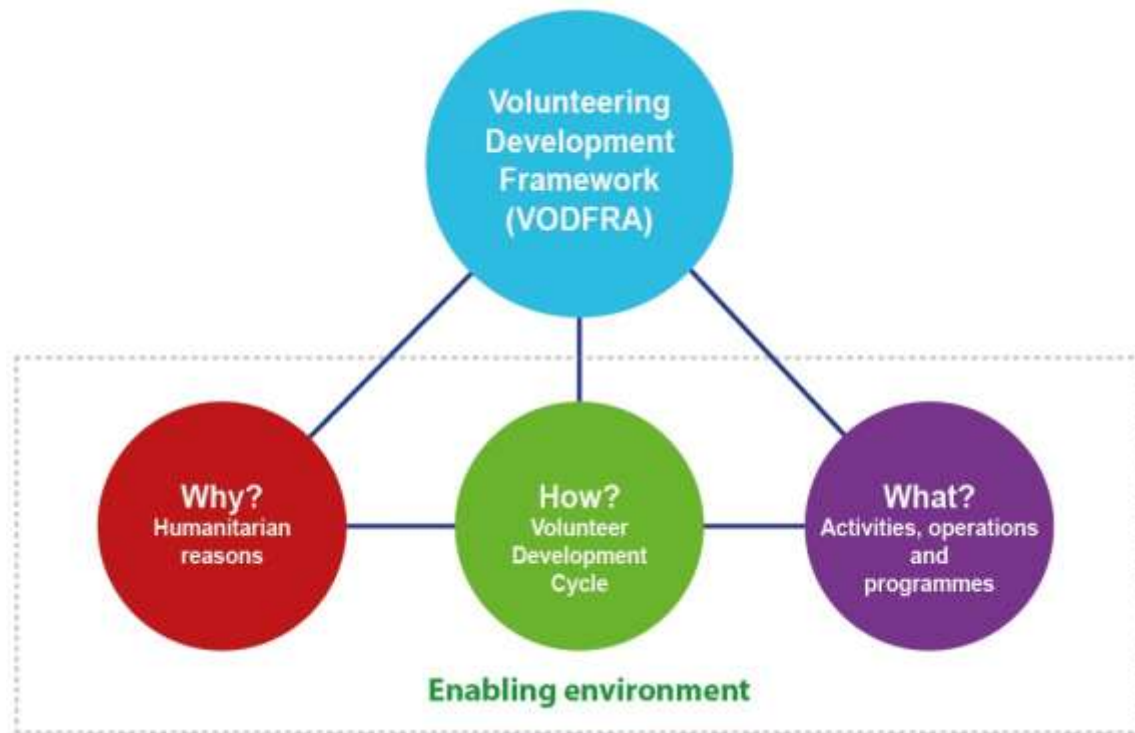 Volunteering
Development
Framework
(VODFRA)
Why?
Humanitarian
reasons
How?
Volunteer
Development
Cycle
What?
Activities, operations
and
programmes
Enabling environment